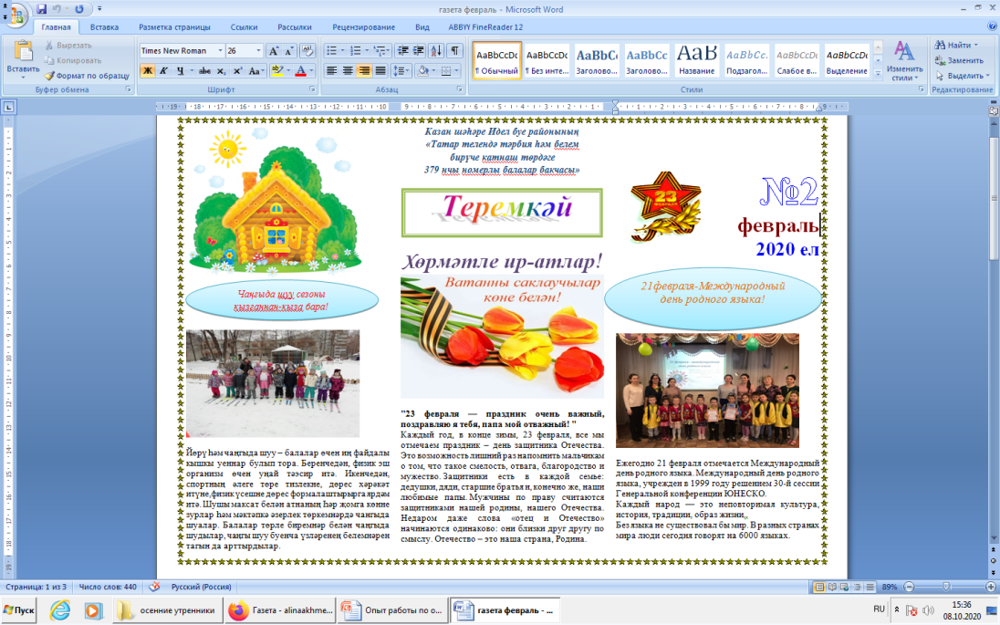 газета февраль - Microsoft Word
Главная
Вставка
Разметка страницы
Ссылки
Рассылки
Рецензирование
Вид
ABBYY FineReader 12
Вставить
Вырезать
Копировать
Формат по образцу
Буфер обмена
Times New Roman
26
Шрифт
Абзац
AaBbCcDc
¶ Обычный
AaBbCcDc
¶ Без инте...
AaBbC
Заголово...
AaBbCc
Заголово...
АаВ
Название
AaBbCc.
Подзагол...
AaBbCcDc
Слабое в...
AaBbCcDc
Выделение
Изменить стили
Стили
Найти
Заменить
Выделить
Редактирование
Казан шәһәре Идел буе районының
«Татар телендә тәрбия һәм белем
бирүче катнаш төрдәге
379 нчы номерлы балалар бакчасы»
Теремкәй
23
№2
февраль
2020 ел
Чаңгыда шуу сезоны
кызганнан-кыза бара!
Йөрү һәм чаңгыда шуу – балалар өчен иң файдалы
кышкы уеннар булып тора. Беренчедән, физик эш
организм өчен уңай тәэсир итә. Икенчедән,
спортның әлеге төре тизлекне, дөрес хәрәкәт
итүне,физик үсешне дөрес формалаштырырга ярдәм
итә. Шушы максат белән атнаның һәр җомга көнне
зурлар һәм мәктәпкә әзерлек төркемнәрдә чаңгыда
шуалар. Балалар төрле биремнәр белән чаңгыда
шудылар, чаңгы шуу буенча үзләренең белемнәрен
тагын да арттырдылар.
Хөрмәтле ир-атлар!
Ватанны саклаучылар
көне белән!
"23 февраля — праздник очень важный,
поздравляю я тебя, папа мой отважный! "
Каждый год, в конце зимы, 23 февраля, все мы
отмечаем праздник – день защитника Отечества.
Это возможность лишний раз напомнить мальчикам
о том, что такое смелость, отвага, благородство и
мужество. Защитники есть в каждой семье:
дедушки, дяди, старшие братья и, конечно же, наши
любимые папы. Мужчины по праву считаются
защитниками нашей родины, нашего Отечества.
Недаром даже слова «отец и Отечество»
начинаются одинаково: они близки друг другу по
смыслу. Отечество – это наша страна, Родина.
21февраля-Международный
день родного языка!
Ежегодно 21 февраля отмечается Международный
день родного языка. Международный день родного
языка, учрежден в 1999 году решением 30-й сессии
Генеральной конференции ЮНЕСКО.
Каждый народ — это неповторимая культура,
история, традиции, образ жизни,.
Без языка не существовал бы мир. В разных странах
мира люди сегодня говорят на 6000 языках.
Страница: 1 из 3
Число слов: 440
Русский (Россия)
89%
Пуск
осенние утренники
Газета - alinaakhme...
Опыт работы по о...
газета февраль - ...
RU
15:36
08.10.2020